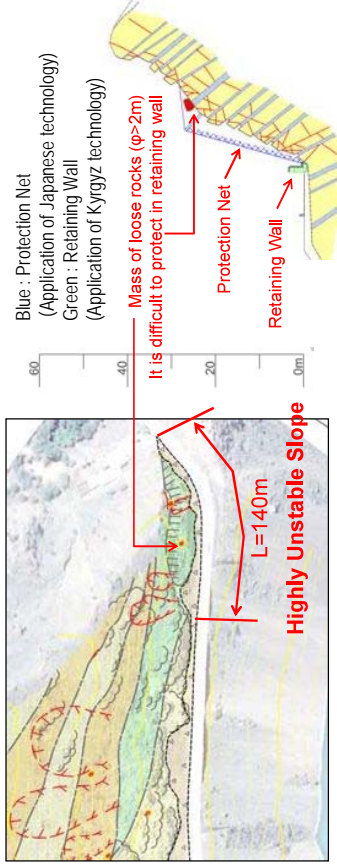 Blue : Protection Net
(Application of Japanese technology)
Green : Retaining Wall
(Application of Kyrgyz technology)
Mass of loose rocks (φ>2m)
It is difficult to protect in retaining wall
Protection Net
Retaining Wall
60
40
20
0m
L=140m
Highly Unstable Slope